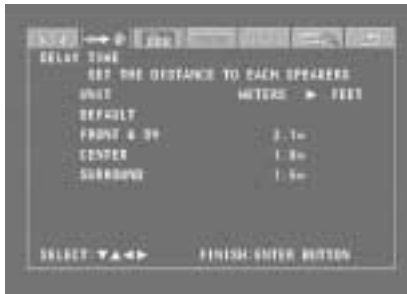 DELAY TIME
SET THE DISTANCE TO EACH SPEAKERS
UNIT METERS ► FEET
DEFAULT
FRONT & SW 2.1m
CENTER 1.8m
SURROUND 1.5m
SELECT ▼▲◄► FINISH:ENTER BUTTON